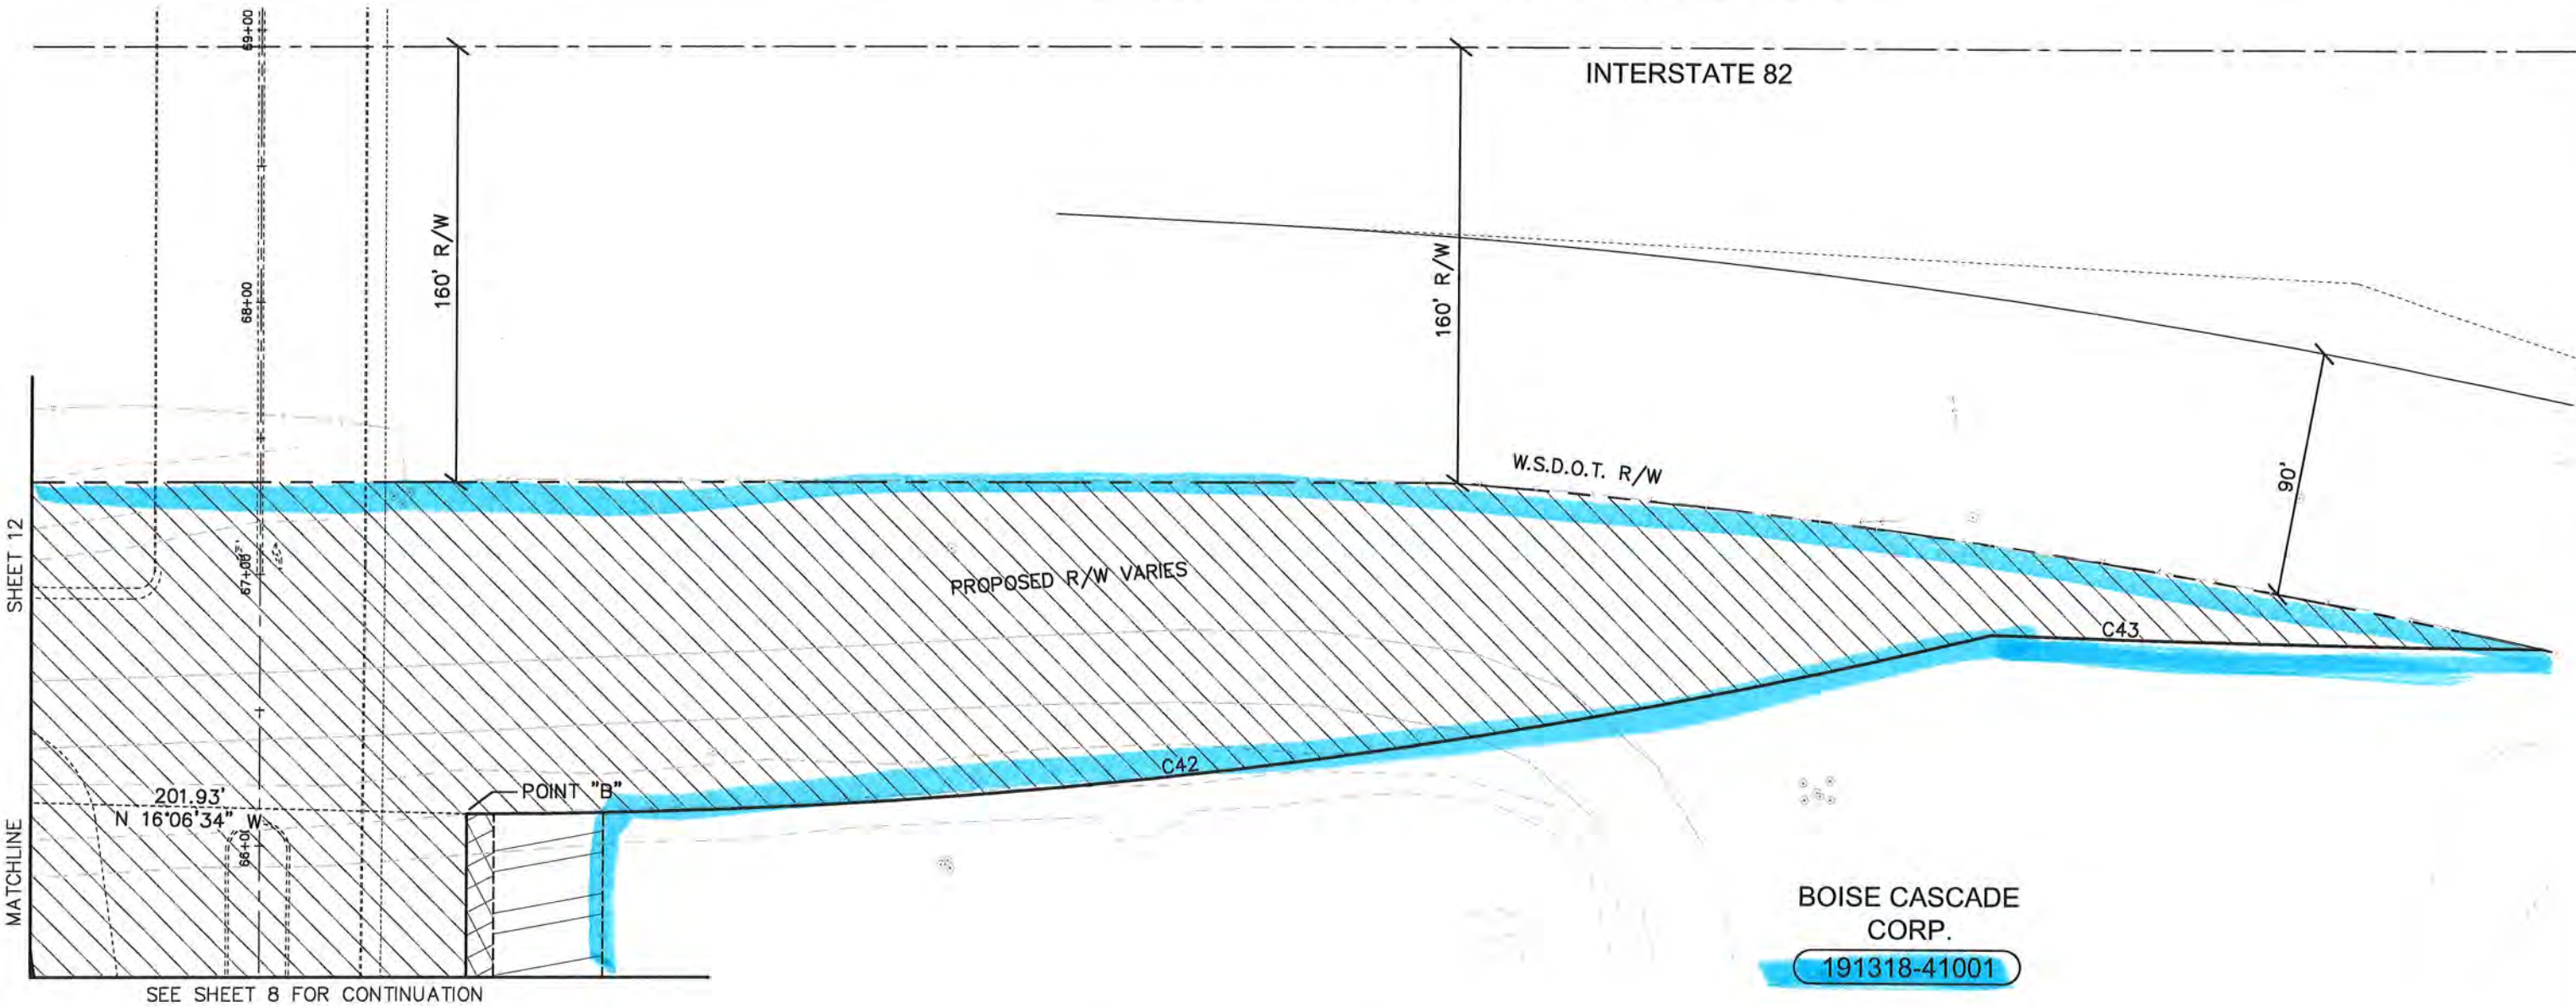 69+00
INTERSTATE 82
160' R/W
160' R/W
68+00
W.S.D.O.T. R/W
90'
SHEET 12
67+00
PROPOSED R/W VARIES
C43
C42
POINT "B"
201.93'
N 16°06'34" W
66+00
MATCHLINE
BOISE CASCADE
CORP.
191318-41001
SEE SHEET 8 FOR CONTINUATION